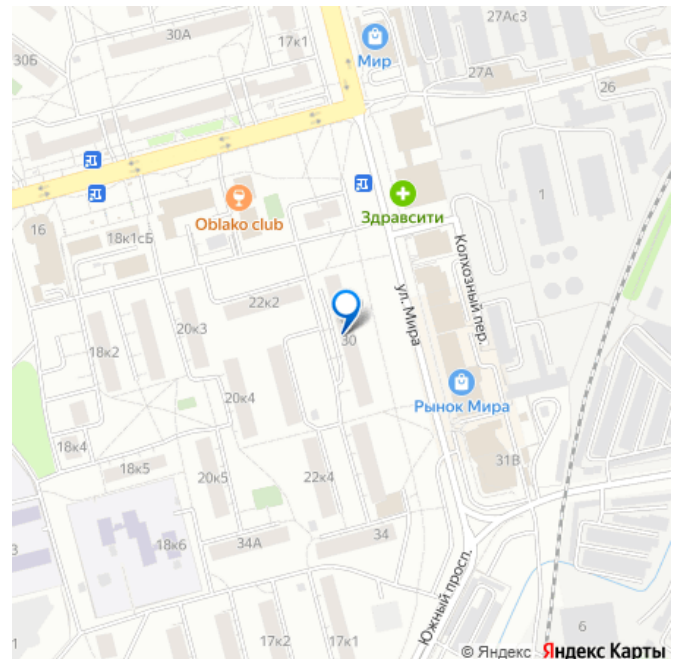 30А
17к1
27Ас3
30Б
Мир
27А
26
Здравсити
1
Oblako club
16
18к1сБ
Колхозный пер.
22к2
ул. Мира
20к3
30
18к2
20к4
Рынок Мира
18к4
18к5
20к5
22к4
31В
3
18к6
34А
34
Южный просп.
17к2
17к1
6
© Яндекс Яндекс Карты